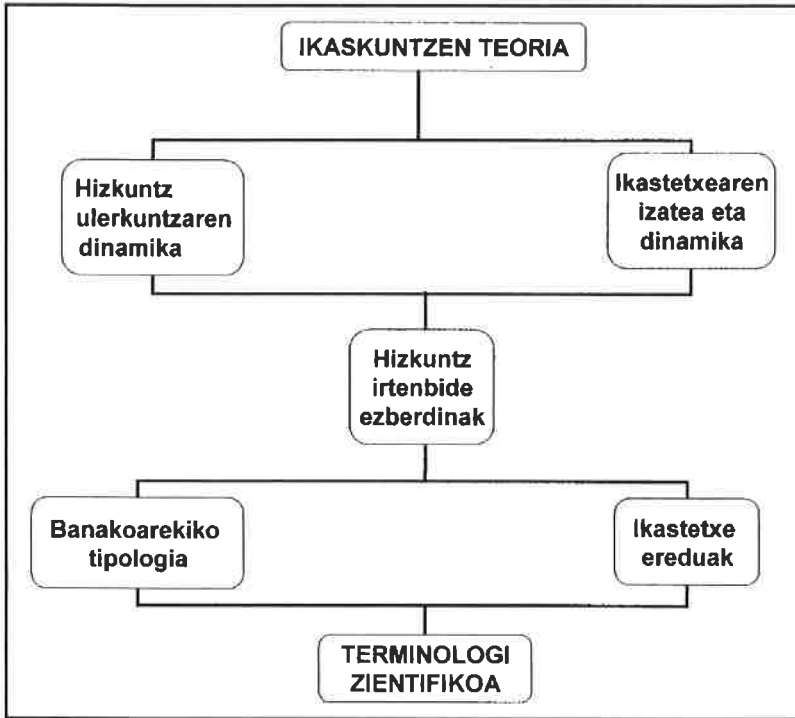 IKASKUNTZEN TEORIA
Hizkuntz
ulerkuntzaren
dinamika
Ikastetxearen
izatea eta
dinamika
Hizkuntz
irtenbide
ezberdinak
Banakoarekiko
tipologia
Ikastetxe
ereduak
TERMINOLOGI
ZIENTIFIKOA